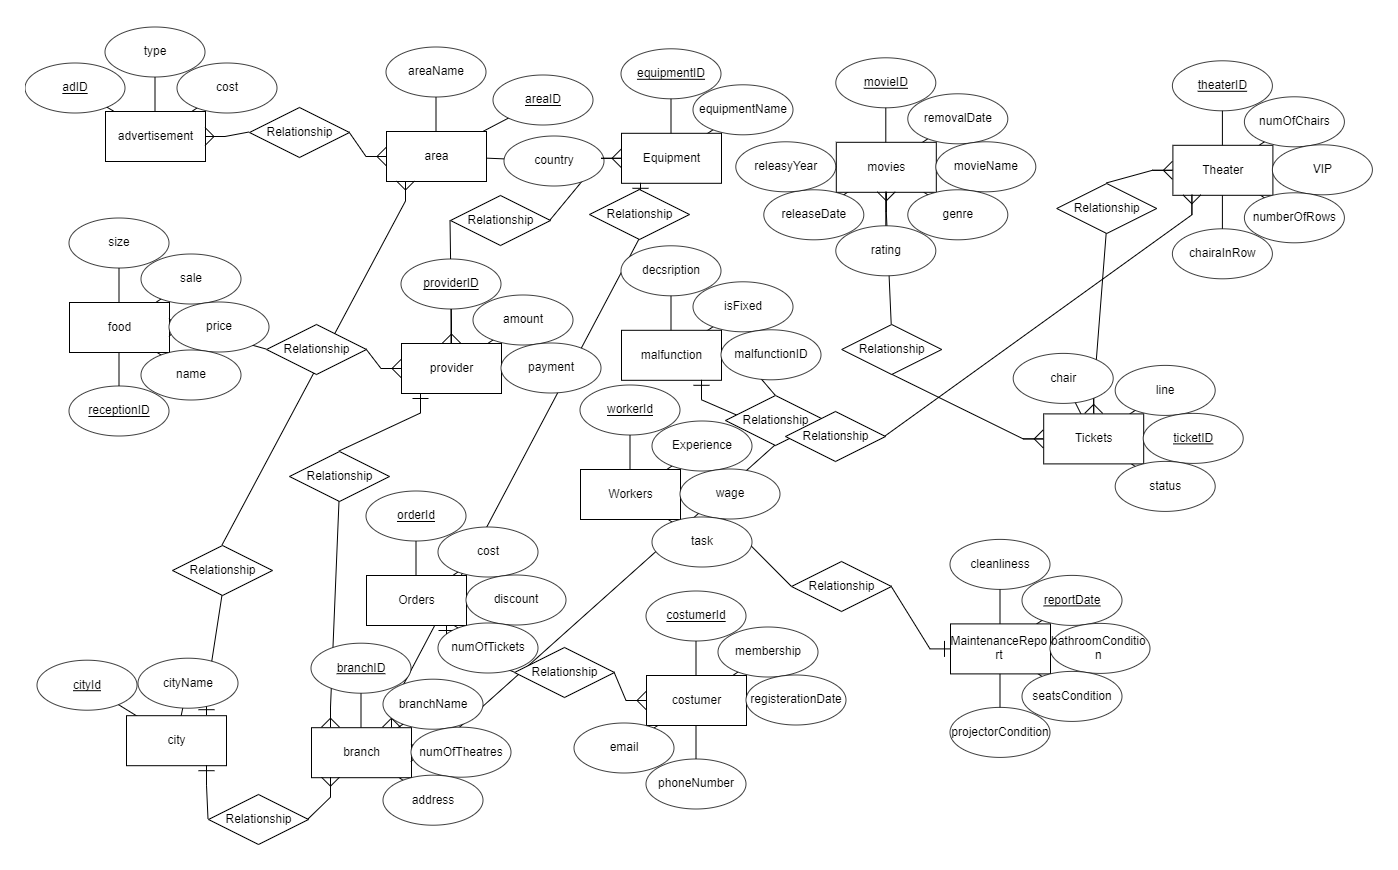 type
adID
cost
advertisement
Relationship
areaName
areaID
area
country
equipmentID
equipmentName
Equipment
movieID
removalDate
releasyYear
movies
movieName
releaseDate
genre
rating
theaterID
numOfChairs
Theater
VIP
numberOfRows
chairaInRow
Relationship
Relationship
Relationship
size
sale
food
price
name
receptionID
Relationship
providerID
amount
provider
payment
decsription
isFixed
malfunction
malfunctionID
Relationship
chair
line
Tickets
ticketID
status
workerId
Experience
Relationship
Relationship
Workers
wage
task
Relationship
orderId
cost
Orders
discount
numOfTickets
Relationship
Relationship
cleanliness
reportDate
MaintenanceRepo
rt
bathroomConditio
n
seatsCondition
projectorCondition
costumerId
membership
Relationship
costumer
registerationDate
email
phoneNumber
cityId
cityName
city
branchID
branchName
branch
numOfTheatres
address
Relationship